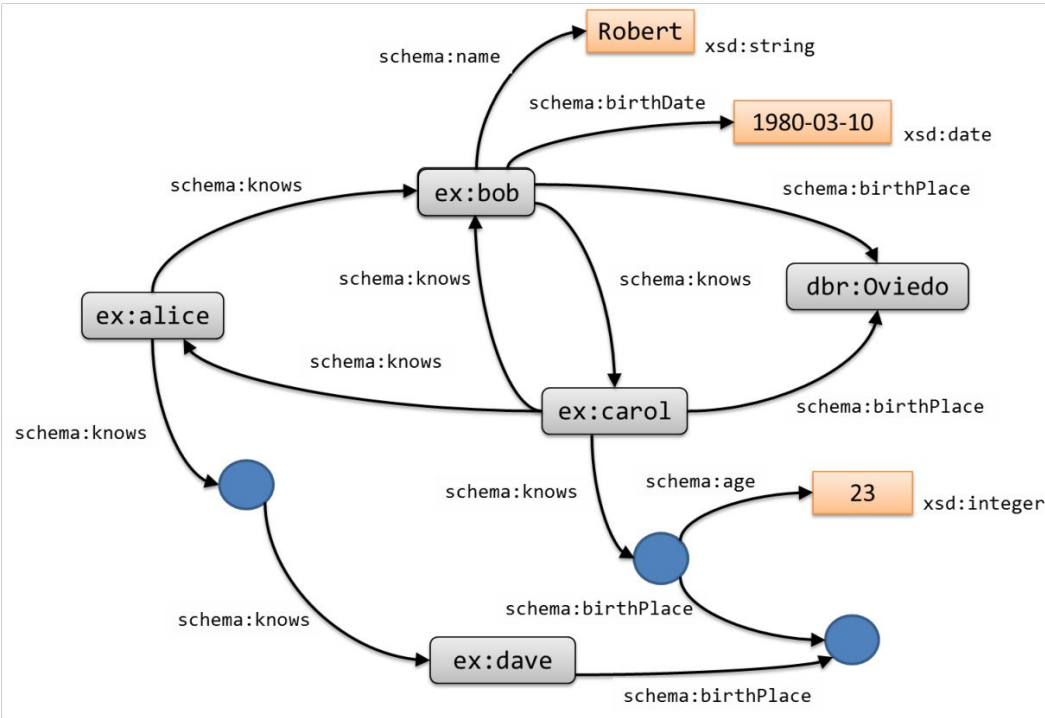 Robert
xsd:string
schema:name
schema:birthDate
1980-03-10
xsd:date
schema:knows
ex:bob
schema:birthPlace
schema:knows
schema:knows
dbr:Oviedo
ex:alice
schema:knows
ex:carol
schema:birthPlace
schema:knows
schema:age
schema:knows
23
xsd:integer
schema:birthPlace
schema:knows
ex:dave
schema:birthPlace